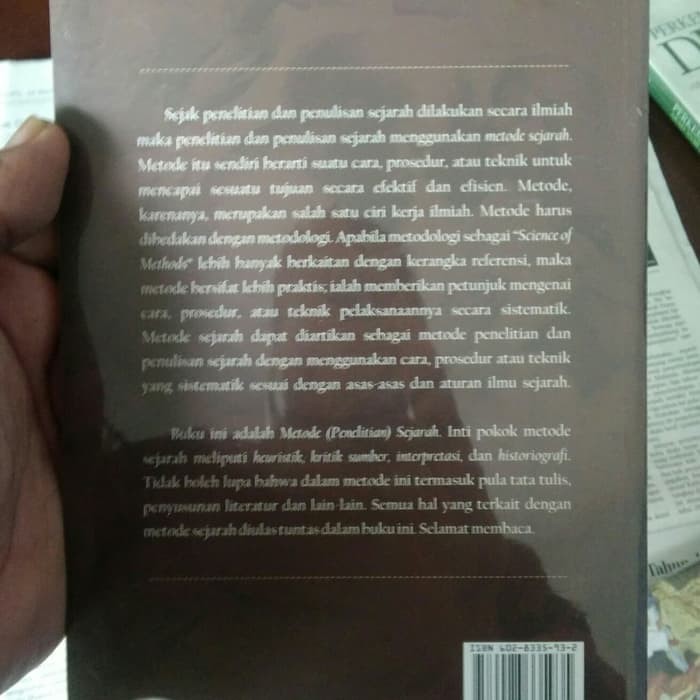 Sejak penelitian dan penulisan sejarah dilakukan secara ilmiah
maka penelitian dan penulisan sejarah menggunakan metode sejarah.
Metode itu sendiri berarti suatu cara, prosedur, atau teknik untuk
mencapai sesuatu tujuan secara efektif dan efisien. Metode,
karenanya, merupakan salah satu ciri kerja ilmiah. Metode harus
dibedakan dengan metodologi. Apabila metodologi sebagai "Science of
Methods" lebih banyak berkaitan dengan kerangka referensi, maka
metode bersifat lebih praktis, ialah memberikan petunjuk mengenai
cara, prosedur, atau teknik pelaksanaannya secara sistematik.
Metode sejarah dapat diartikan sebagai metode penelitian dan
penulisan sejarah dengan menggunakan cara, prosedur atau teknik
yang sistematik sesuai dengan asas-asas dan aturan ilmu sejarah.
Buku ini adalah Metode (Penelitian) Sejarah. Inti pokok metode
sejarah meliputi heuristik, kritik sumber, interpretasi, dan historiografi.
Tidak boleh lupa bahwa dalam metode ini termasuk pula tata tulis,
penyusunan literatur dan lain-lain. Semua hal yang terkait dengan
metode sejarah diulas tuntas dalam buku ini. Selamat membaca.
ISBN 602-8335-93-2